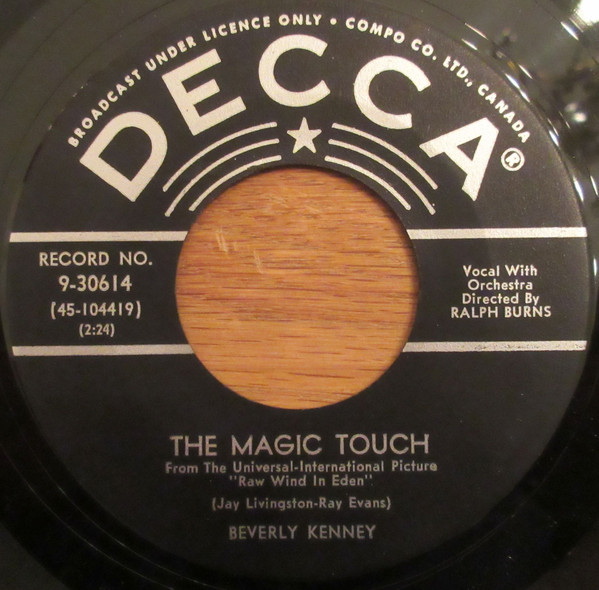 BROADCAST UNDER LICENCE ONLY • COMPO CO. LTD., CANADA
DECCA®
RECORD NO.
9-30614
(45-104419)
(2:24)
Vocal With
Orchestra
Directed By
RALPH BURNS
THE MAGIC TOUCH
From The Universal-International Picture
"Raw Wind In Eden"
(Jay Livingston-Ray Evans)
BEVERLY KENNEY